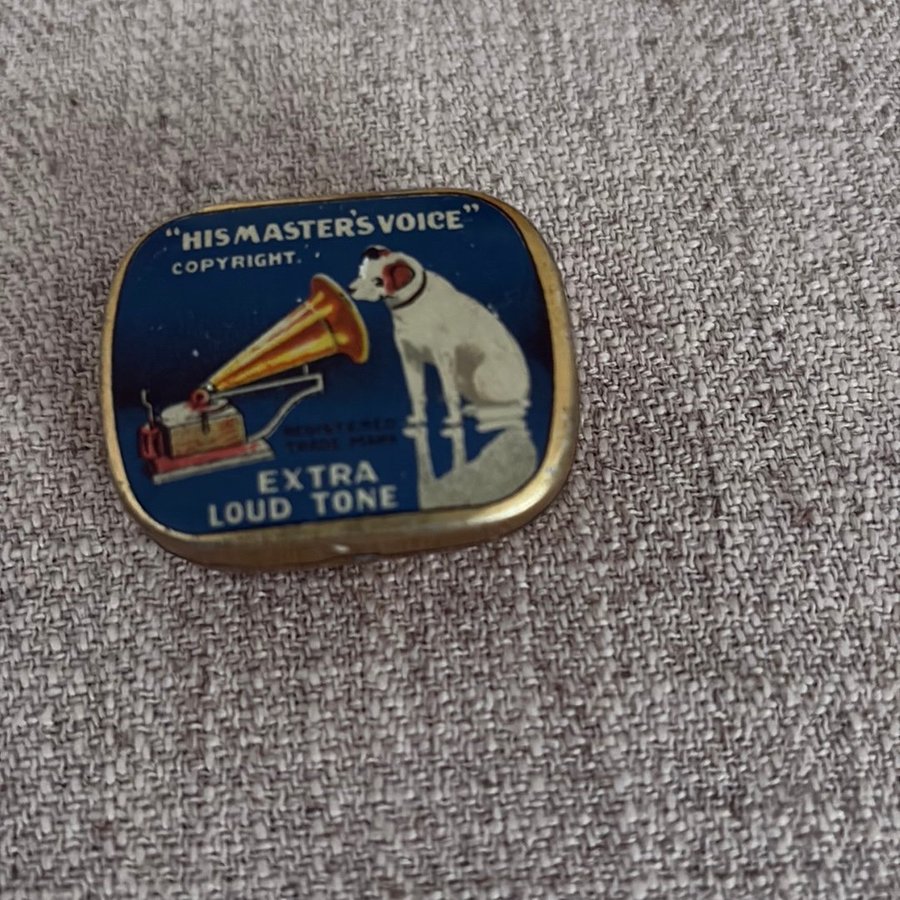 "HIS MASTER'S VOICE"
COPYRIGHT.
REGISTERED
TRADE MARK
EXTRA
LOUD TONE